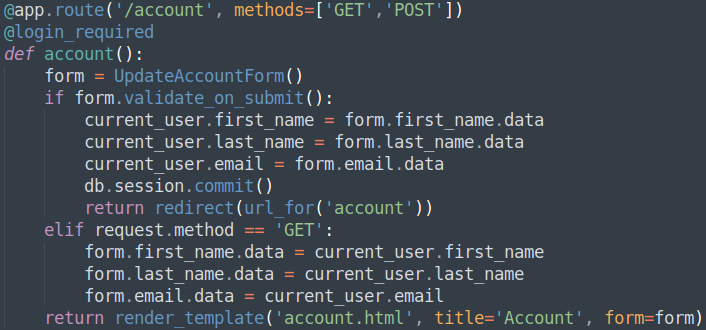 @app.route('/account', methods=['GET','POST'])
@login_required
def account():
    form = UpdateAccountForm()
    if form.validate_on_submit():
        current_user.first_name = form.first_name.data
        current_user.last_name = form.last_name.data
        current_user.email = form.email.data
        db.session.commit()
        return redirect(url_for('account'))
    elif request.method == 'GET':
        form.first_name.data = current_user.first_name
        form.last_name.data = current_user.last_name
        form.email.data = current_user.email
    return render_template('account.html', title='Account', form=form)